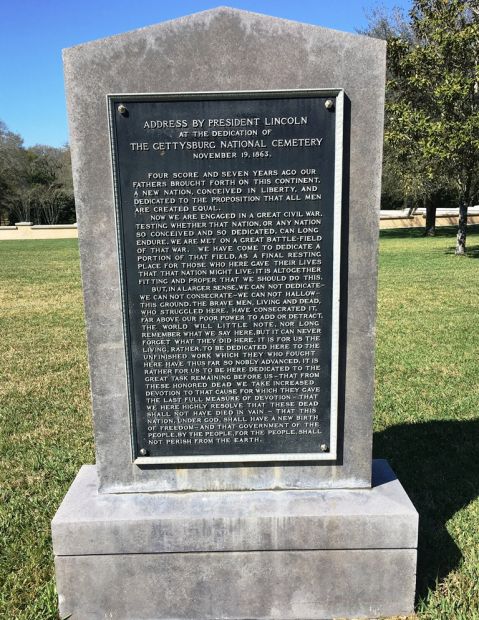 ADDRESS BY PRESIDENT LINCOLN
AT THE DEDICATION OF
THE GETTYSBURG NATIONAL CEMETERY
NOVEMBER 19, 1863.
FOUR SCORE AND SEVEN YEARS AGO OUR
FATHERS BROUGHT FORTH ON THIS CONTINENT,
A NEW NATION, CONCEIVED IN LIBERTY, AND
DEDICATED TO THE PROPOSITION THAT ALL MEN
ARE CREATED EQUAL.
NOW WE ARE ENGAGED IN A GREAT CIVIL WAR,
TESTING WHETHER THAT NATION, OR ANY NATION
SO CONCEIVED AND SO DEDICATED, CAN LONG
ENDURE. WE ARE MET ON A GREAT BATTLE-FIELD
OF THAT WAR. WE HAVE COME TO DEDICATE A
PORTION OF THAT FIELD, AS A FINAL RESTING
PLACE FOR THOSE WHO HERE GAVE THEIR LIVES
THAT THAT NATION MIGHT LIVE. IT IS ALTOGETHER
FITTING AND PROPER THAT WE SHOULD DO THIS.
BUT, IN A LARGER SENSE, WE CAN NOT DEDICATE—
WE CAN NOT CONSECRATE—WE CAN NOT HALLOW—
THIS GROUND. THE BRAVE MEN, LIVING AND DEAD,
WHO STRUGGLED HERE, HAVE CONSECRATED IT,
FAR ABOVE OUR POOR POWER TO ADD OR DETRACT.
THE WORLD WILL LITTLE NOTE, NOR LONG
REMEMBER WHAT WE SAY HERE, BUT IT CAN NEVER
FORGET WHAT THEY DID HERE. IT IS FOR US THE
LIVING, RATHER, TO BE DEDICATED HERE TO THE
UNFINISHED WORK WHICH THEY WHO FOUGHT
HERE HAVE THUS FAR SO NOBLY ADVANCED. IT IS
RATHER FOR US TO BE HERE DEDICATED TO THE
GREAT TASK REMAINING BEFORE US—THAT FROM
THESE HONORED DEAD WE TAKE INCREASED
DEVOTION TO THAT CAUSE FOR WHICH THEY GAVE
THE LAST FULL MEASURE OF DEVOTION—THAT
WE HERE HIGHLY RESOLVE THAT THESE DEAD
SHALL NOT HAVE DIED IN VAIN — THAT THIS
NATION, UNDER GOD, SHALL HAVE A NEW BIRTH
OF FREEDOM—AND THAT GOVERNMENT OF THE
PEOPLE, BY THE PEOPLE, FOR THE PEOPLE, SHALL
NOT PERISH FROM THE EARTH.